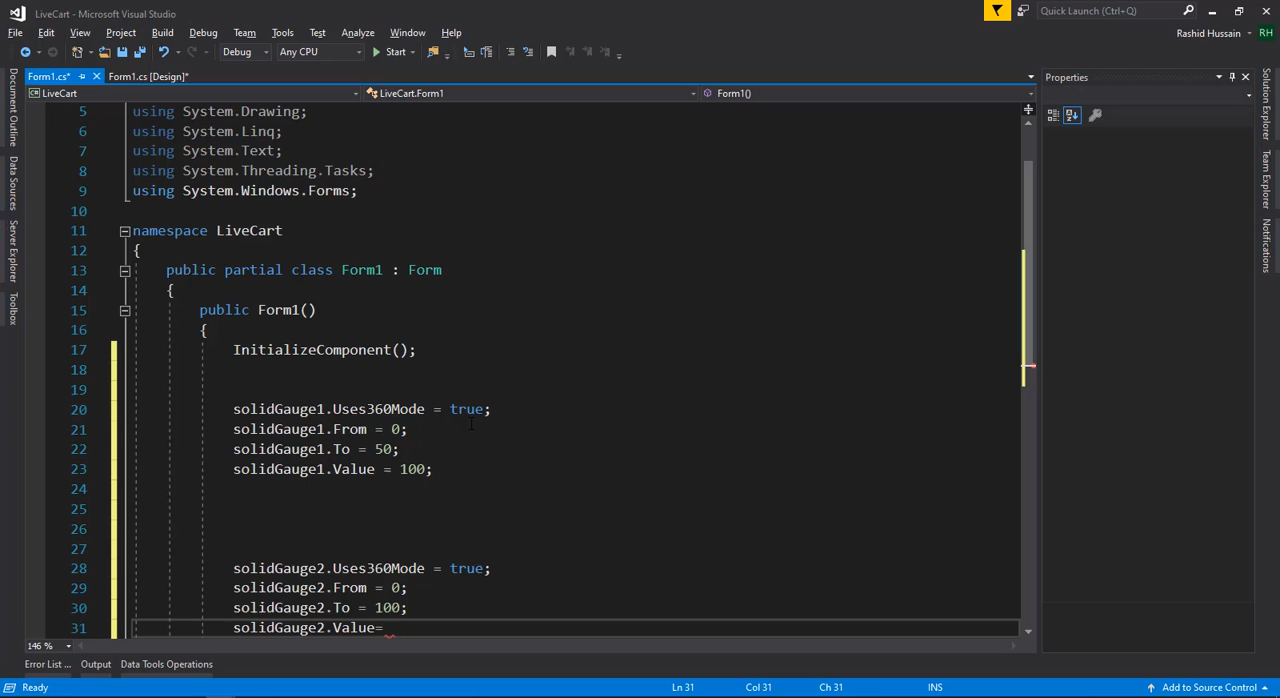 LiveCart - Microsoft Visual Studio
Quick Launch (Ctrl+Q)
File Edit View Project Build Debug Team Tools Test Analyze Window Help
Rashid Hussain RH
Debug Any CPU Start
Form1.cs* Form1.cs [Design]*
Properties
LiveCart LiveCart.Form1 Form1()
5 using System.Drawing;
6 using System.Linq;
7 using System.Text;
8 using System.Threading.Tasks;
9 using System.Windows.Forms;
10
11 namespace LiveCart
12 {
13 public partial class Form1 : Form
14 {
15 public Form1()
16 {
17 InitializeComponent();
18
19
20 solidGauge1.Uses360Mode = true;
21 solidGauge1.From = 0;
22 solidGauge1.To = 50;
23 solidGauge1.Value = 100;
24
25
26
27
28 solidGauge2.Uses360Mode = true;
29 solidGauge2.From = 0;
30 solidGauge2.To = 100;
31 solidGauge2.Value=
146 %
Document Outline
Data Sources
Server Explorer
Toolbox
Solution Explorer
Team Explorer
Notifications
Error List ... Output Data Tools Operations
Ready Ln 31 Col 31 Ch 31 INS Add to Source Control